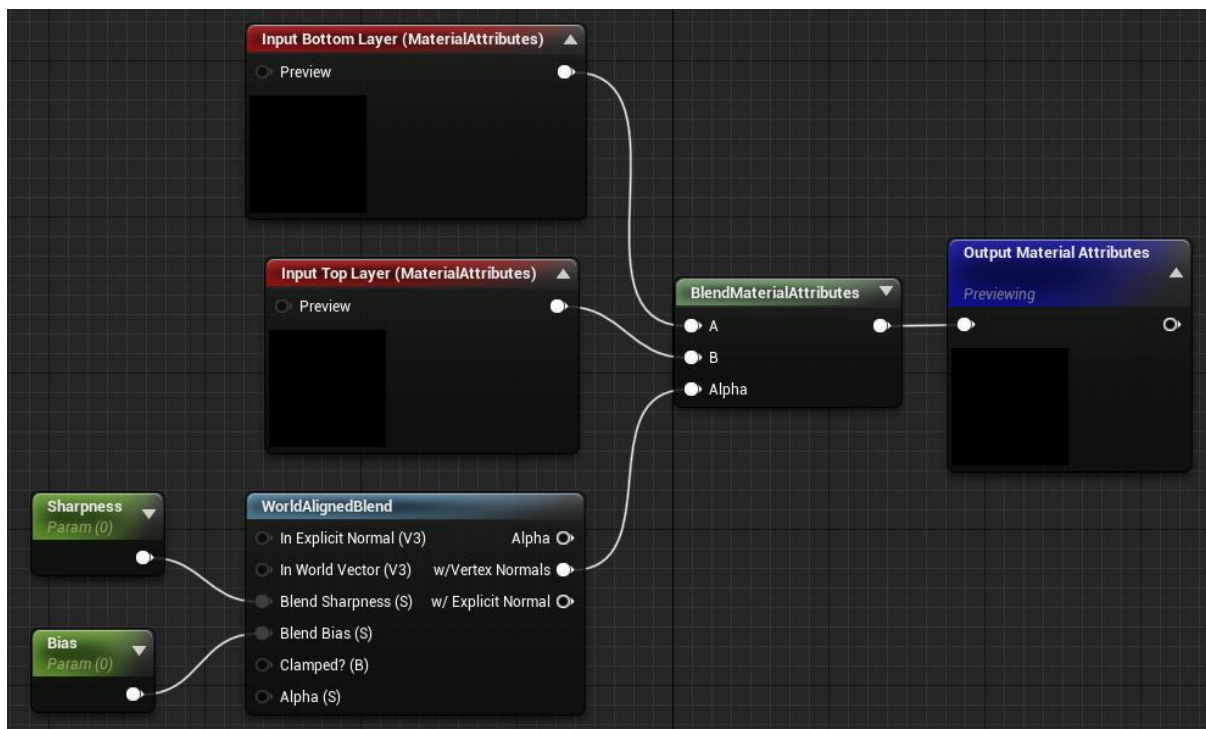 Input Bottom Layer (MaterialAttributes)
Preview
Input Top Layer (MaterialAttributes)
Preview
BlendMaterialAttributes
A
B
Alpha
Output Material Attributes
Previewing
Sharpness
Param (0)
Bias
Param (0)
WorldAlignedBlend
In Explicit Normal (V3) Alpha
In World Vector (V3) w/Vertex Normals
Blend Sharpness (S) w/ Explicit Normal
Blend Bias (S)
Clamped? (B)
Alpha (S)